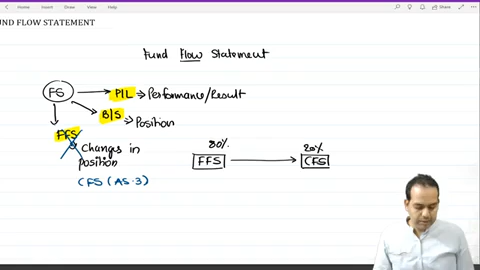 Home Insert Draw View Help
Share
UND FLOW STATEMENT
Fund Flow Statement
FS
P/L → Performance/Result
B/S → Position
FFS
Changes in
position
CFS (AS-3)
80%
20%
FFS
CFS